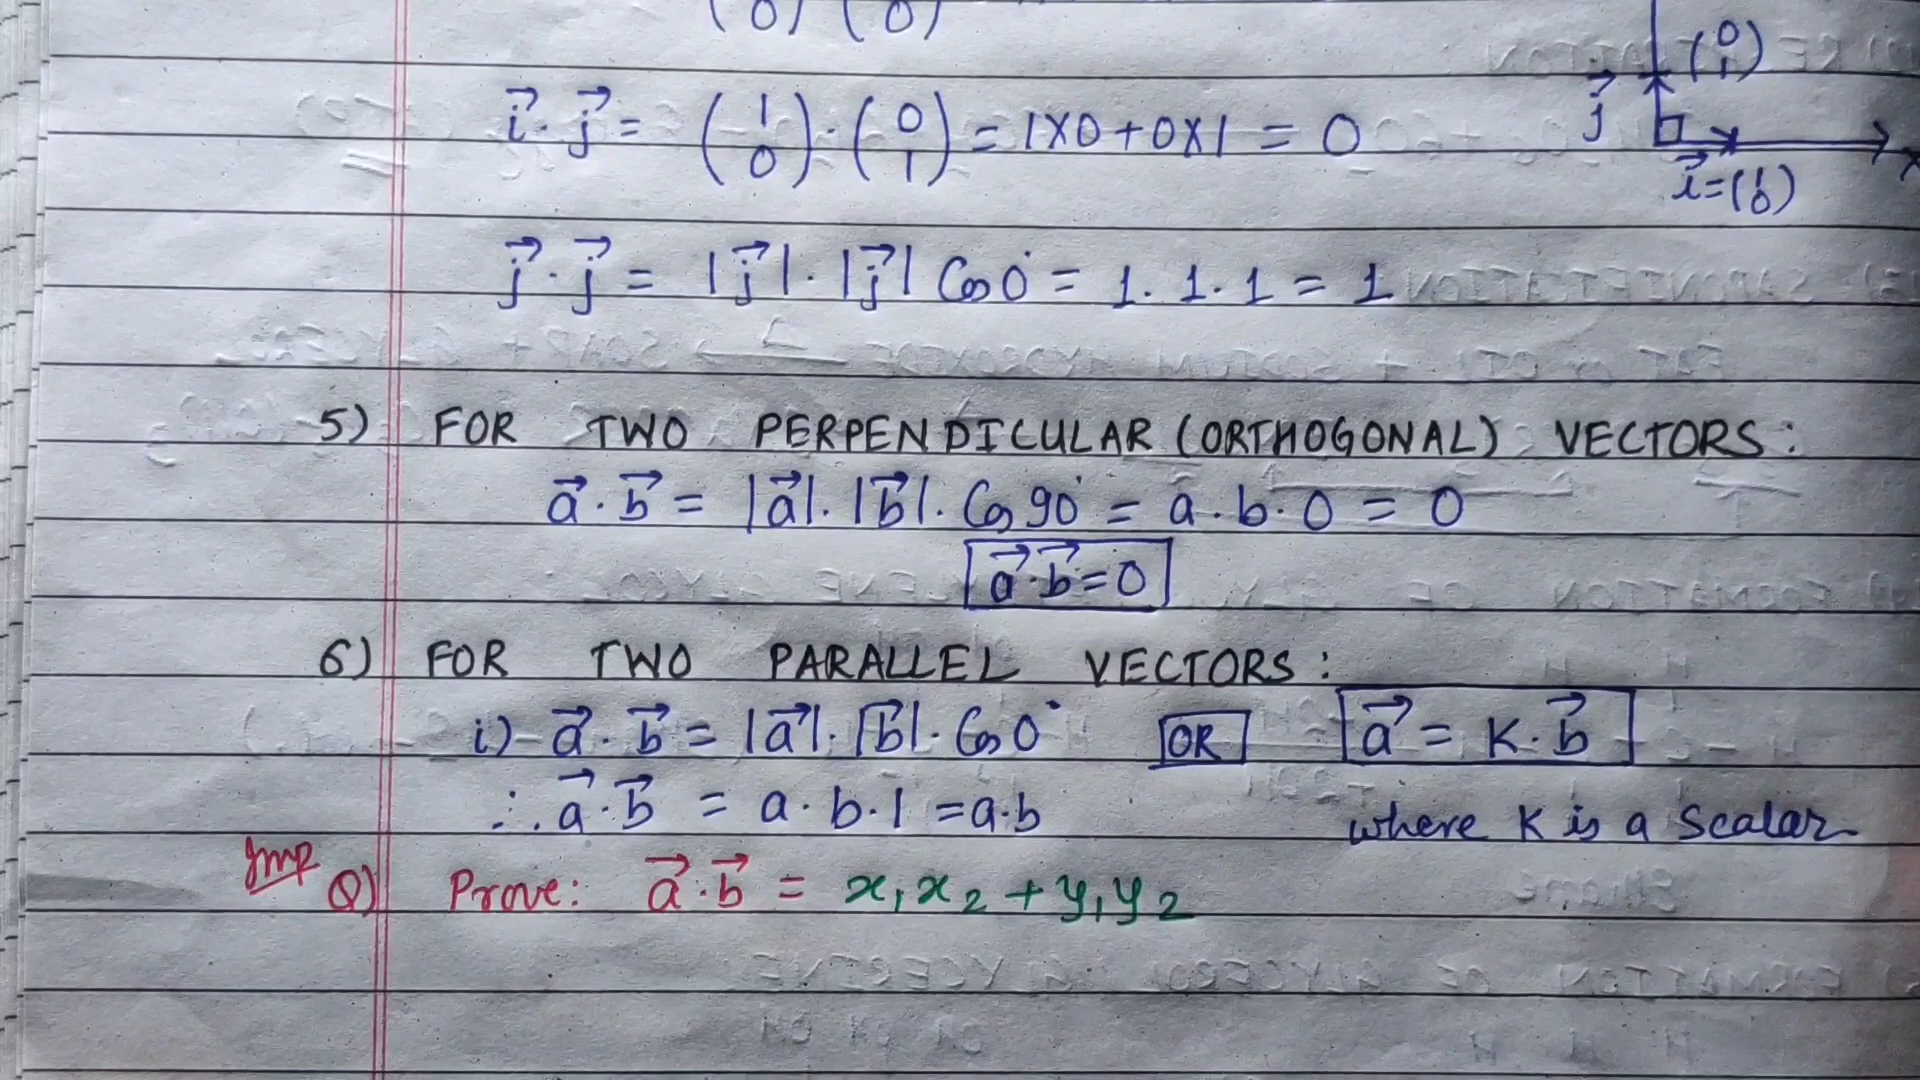 (0) (0)
(0
1)
i⃗ · j⃗ = (1
0) · (0
1) = 1×0 + 0×1 = 0
j⃗
i⃗ = (1
0)
x
j⃗ · j⃗ = |j⃗| · |j⃗| Cos 0° = 1 . 1 . 1 = 1
5) FOR TWO PERPENDICULAR (ORTHOGONAL) VECTORS :
a⃗ · b⃗ = |a⃗| · |b⃗| · Cos 90° = a · b · 0 = 0
a⃗ · b⃗ = 0
6) FOR TWO PARALLEL VECTORS :
i) a⃗ · b⃗ = |a⃗| · |b⃗| · Cos 0° OR a⃗ = K · b⃗
∴ a⃗ · b⃗ = a · b · 1 = a·b where K is a Scalar
Imp Q) Prove: a⃗ · b⃗ = x₁x₂ + y₁y₂